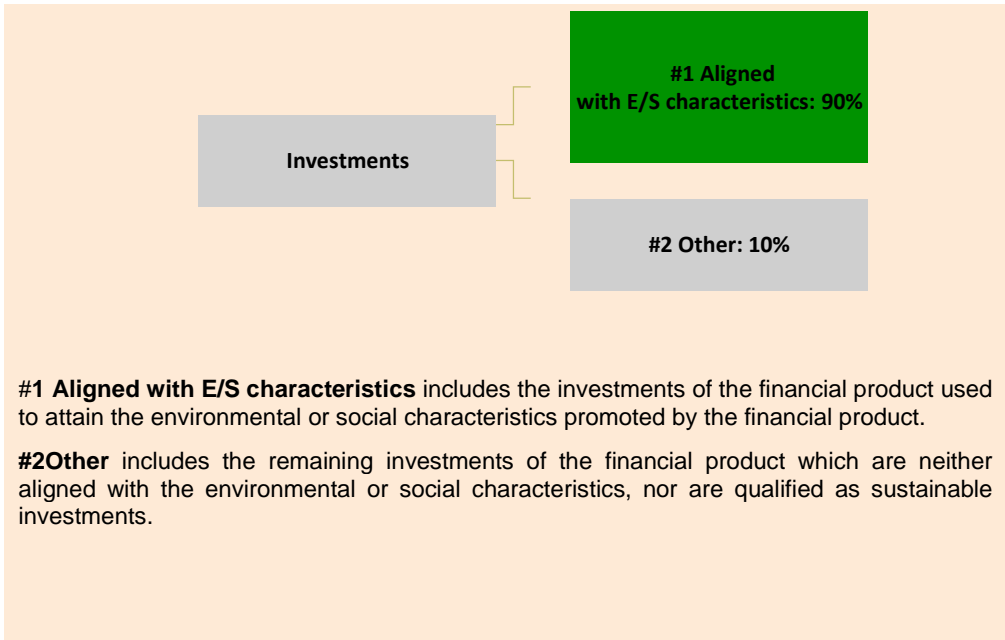 #1 Aligned
with E/S characteristics: 90%
Investments
#2 Other: 10%
#1 Aligned with E/S characteristics includes the investments of the financial product used
to attain the environmental or social characteristics promoted by the financial product.
#2Other includes the remaining investments of the financial product which are neither
aligned with the environmental or social characteristics, nor are qualified as sustainable
investments.